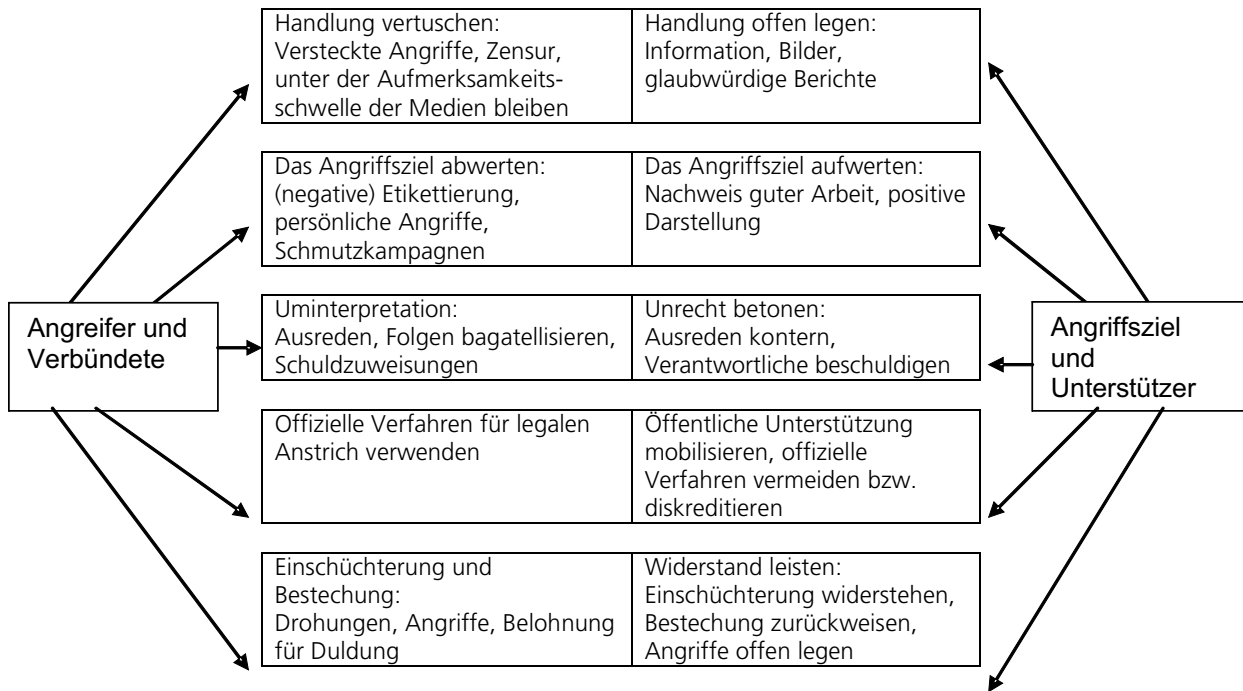 Handlung vertuschen:
Versteckte Angriffe, Zensur,
unter der Aufmerksamkeits-
schwelle der Medien bleiben
Handlung offen legen:
Information, Bilder,
glaubwürdige Berichte
Das Angriffsziel abwerten:
(negative) Etikettierung,
persönliche Angriffe,
Schmutzkampagnen
Das Angriffsziel aufwerten:
Nachweis guter Arbeit, positive
Darstellung
Angreifer und
Verbündete
Uminterpretation:
Ausreden, Folgen bagatellisieren,
Schuldzuweisungen
Unrecht betonen:
Ausreden kontern,
Verantwortliche beschuldigen
Angriffsziel
und
Unterstützer
Offizielle Verfahren für legalen
Anstrich verwenden
Öffentliche Unterstützung
mobilisieren, offizielle
Verfahren vermeiden bzw.
diskreditieren
Einschüchterung und
Bestechung:
Drohungen, Angriffe, Belohnung
für Duldung
Widerstand leisten:
Einschüchterung widerstehen,
Bestechung zurückweisen,
Angriffe offen legen